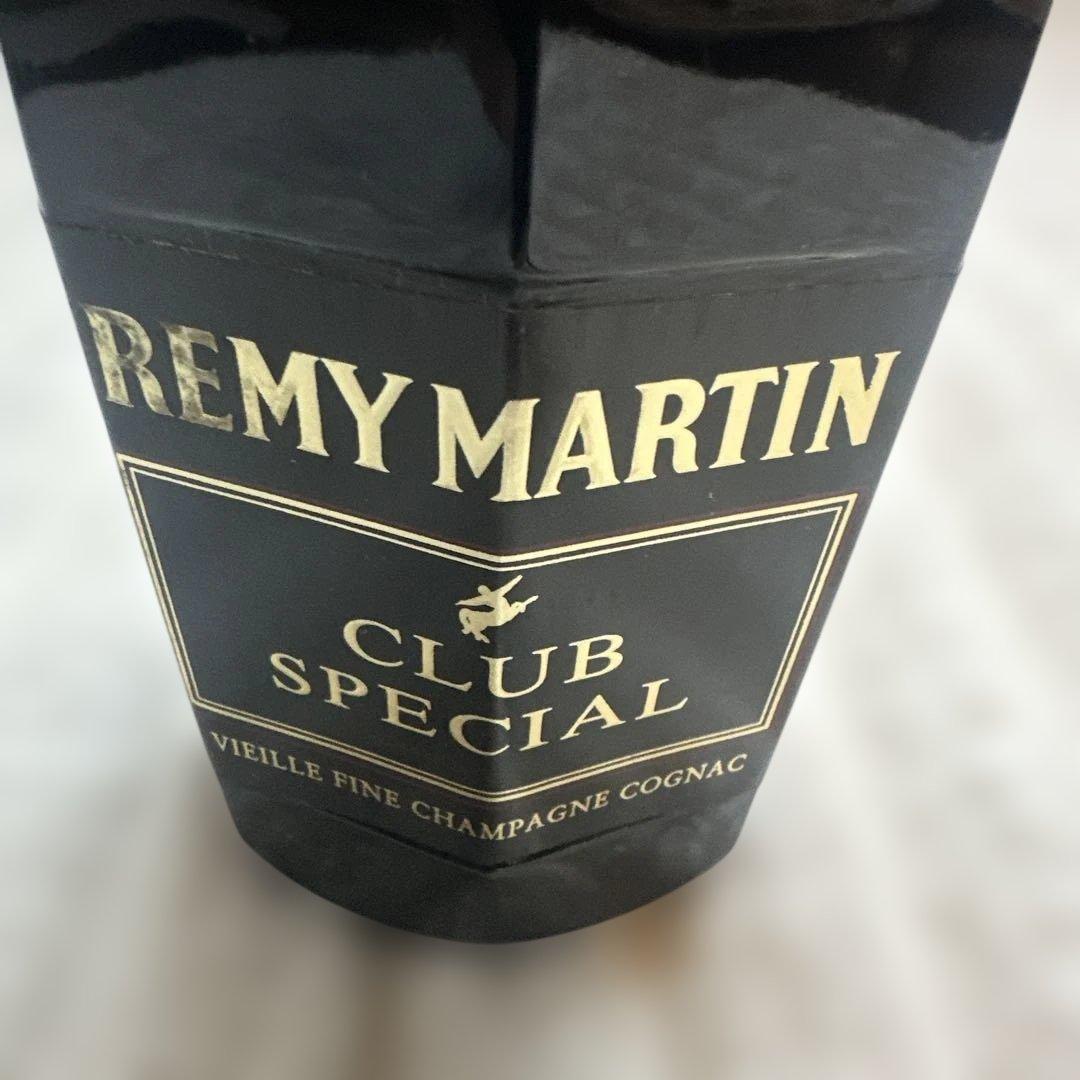 REMY MARTIN
CLUB
SPECIAL
VIEILLE FINE CHAMPAGNE COGNAC